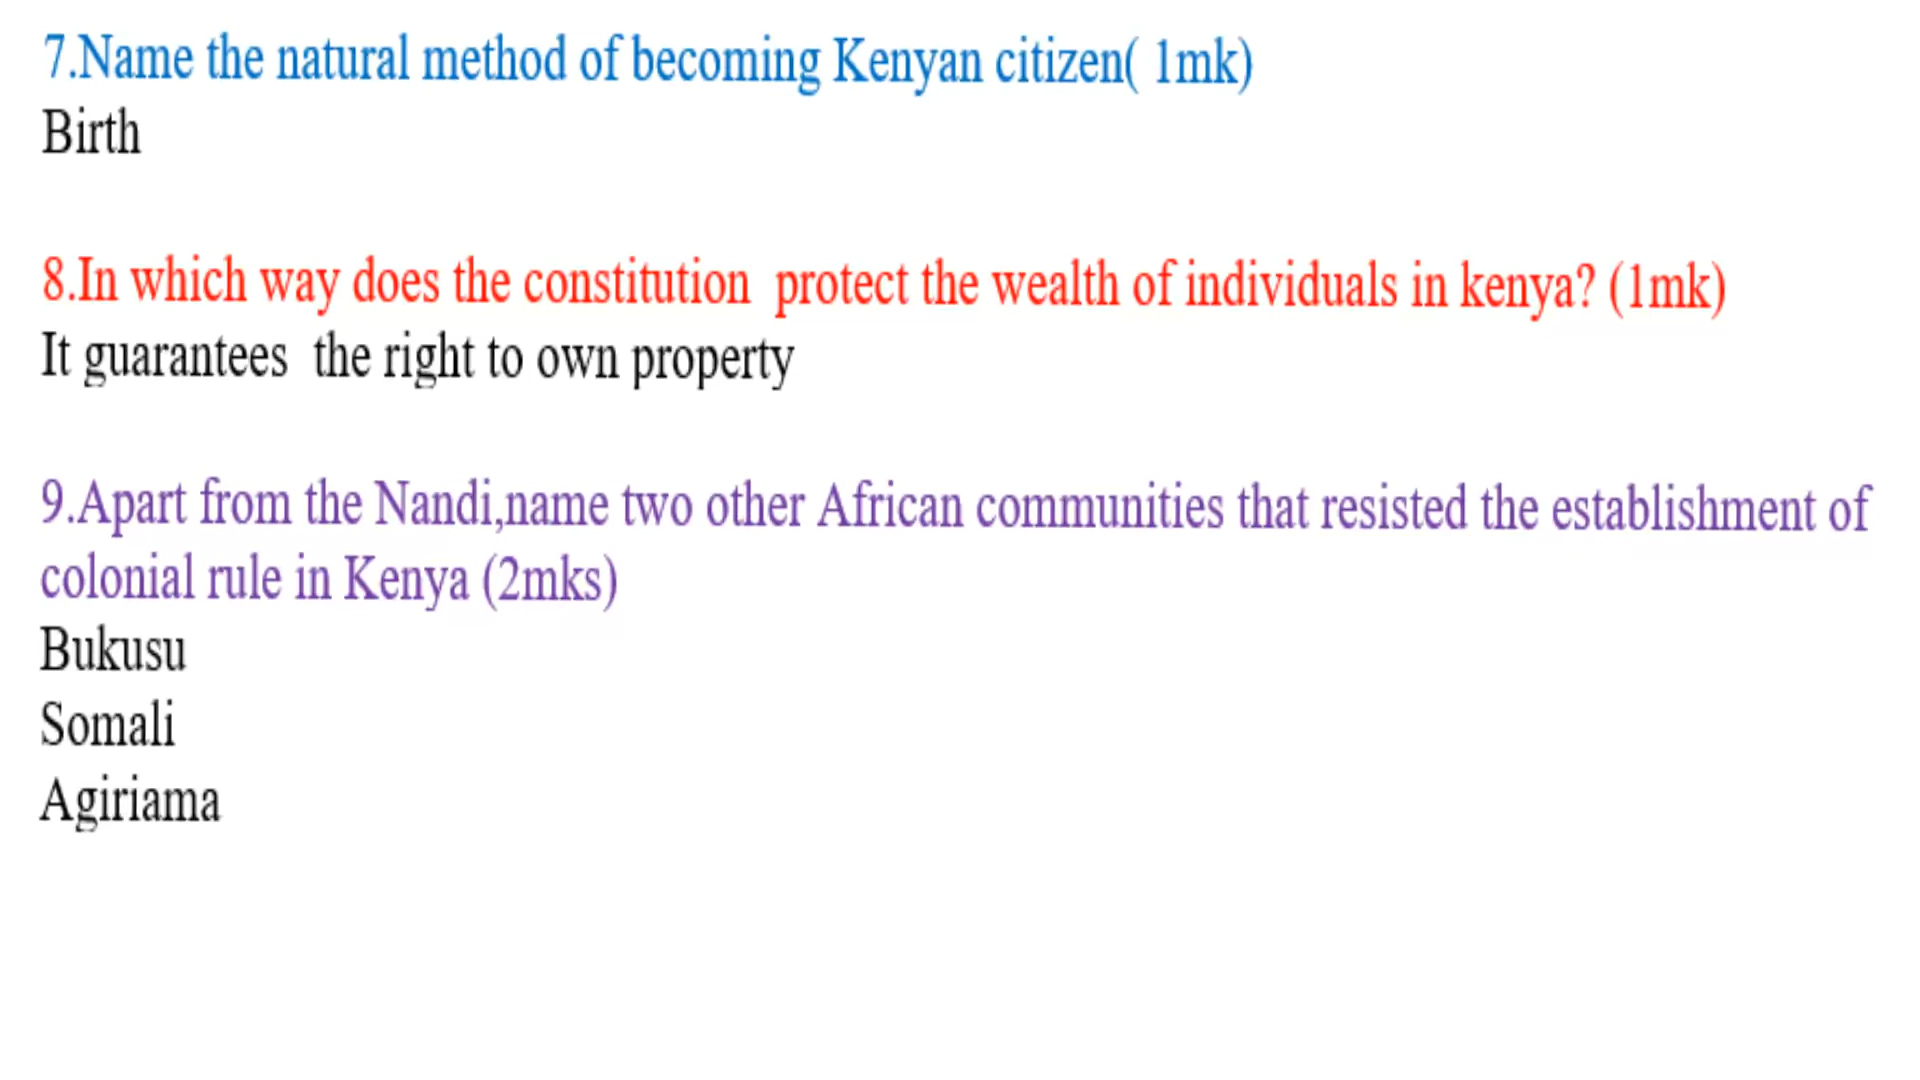 7.Name the natural method of becoming Kenyan citizen( 1mk)
Birth
8.In which way does the constitution  protect the wealth of individuals in kenya? (1mk)
It guarantees  the right to own property
9.Apart from the Nandi,name two other African communities that resisted the establishment of
colonial rule in Kenya (2mks)
Bukusu
Somali
Agiriama